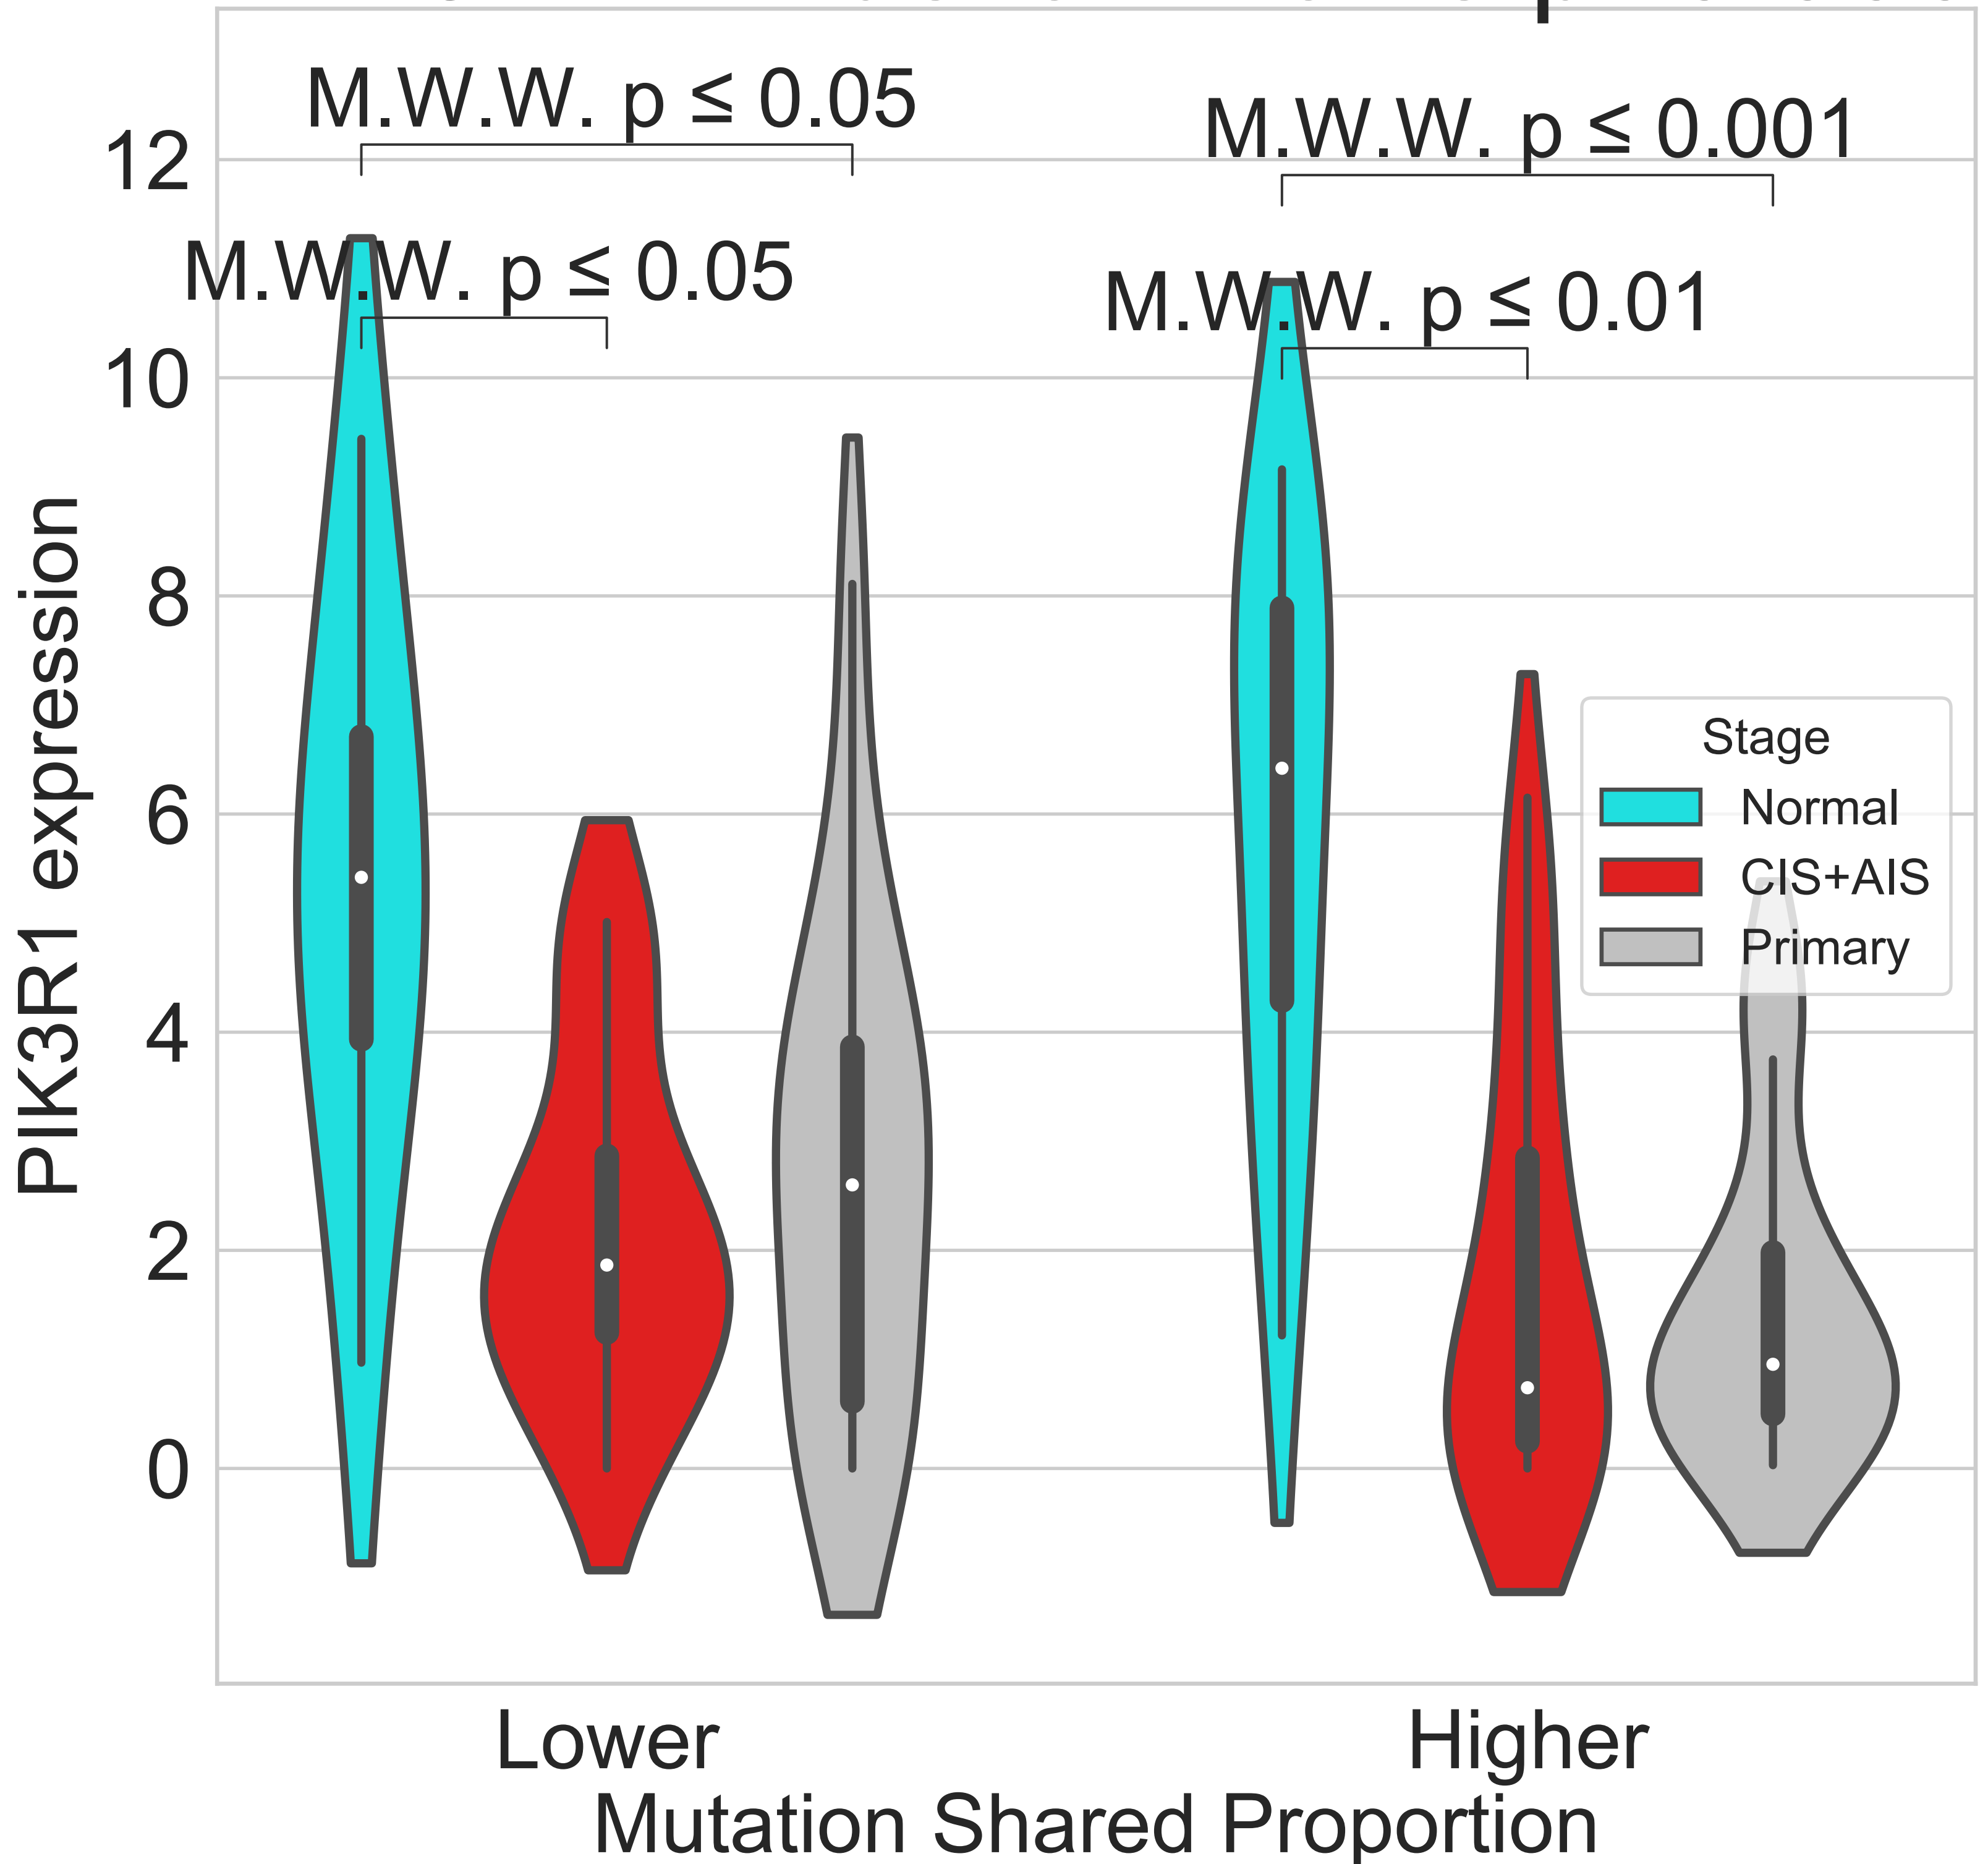 M.W.W. p ≤ 0.05
M.W.W. p ≤ 0.001
M.W.W. p ≤ 0.05
M.W.W. p ≤ 0.01
12
10
8
6
4
2
0
PIK3R1 expression
Stage
Normal
CIS+AIS
Primary
Lower
Higher
Mutation Shared Proportion